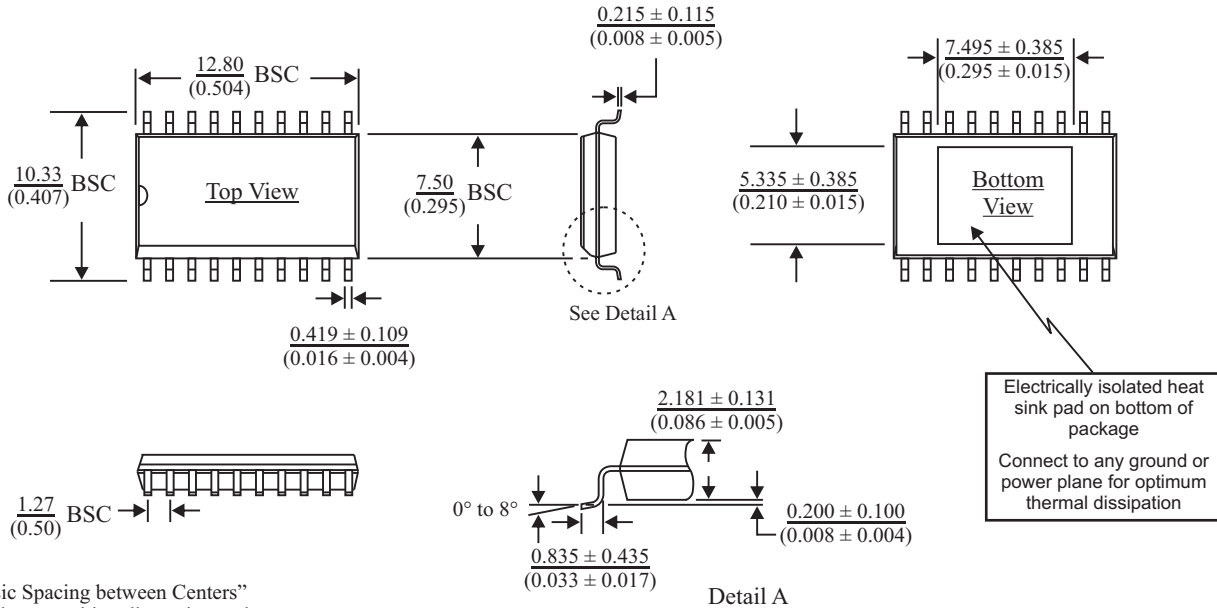 0.215 ± 0.115
(0.008 ± 0.005)
12.80
(0.504)
BSC
7.495 ± 0.385
(0.295 ± 0.015)
10.33
(0.407)
BSC
Top View
7.50
(0.295)
BSC
5.335 ± 0.385
(0.210 ± 0.015)
Bottom
View
See Detail A
0.419 ± 0.109
(0.016 ± 0.004)
Electrically isolated heat
sink pad on bottom of
package
Connect to any ground or
power plane for optimum
thermal dissipation
2.181 ± 0.131
(0.086 ± 0.005)
1.27
(0.50)
BSC
0° to 8°
0.200 ± 0.100
(0.008 ± 0.004)
0.835 ± 0.435
(0.033 ± 0.017)
Detail A
Spacing between Centers”